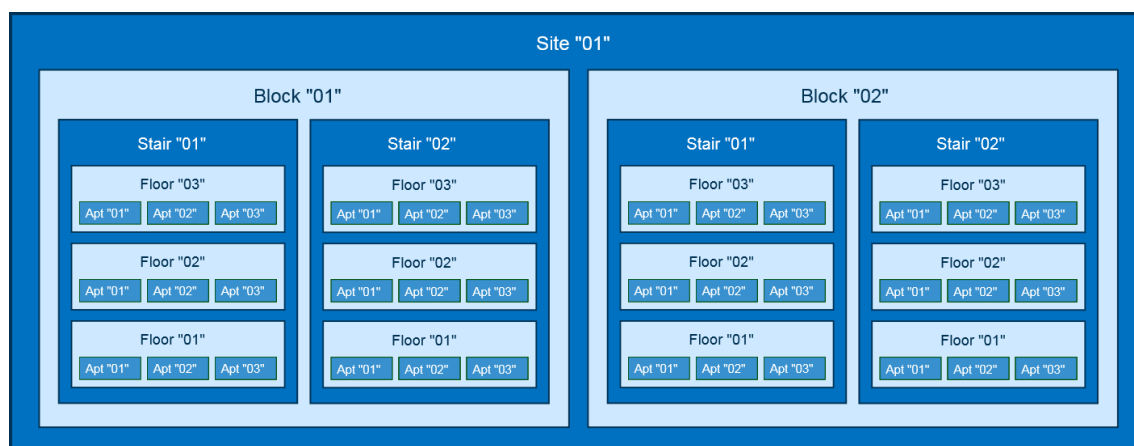 Site "01"
Block "01"
Stair "01"
Floor "03"
Apt "01" Apt "02" Apt "03"
Floor "02"
Apt "01" Apt "02" Apt "03"
Floor "01"
Apt "01" Apt "02" Apt "03"
Stair "02"
Floor "03"
Apt "01" Apt "02" Apt "03"
Floor "02"
Apt "01" Apt "02" Apt "03"
Floor "01"
Apt "01" Apt "02" Apt "03"
Block "02"
Stair "01"
Floor "03"
Apt "01" Apt "02" Apt "03"
Floor "02"
Apt "01" Apt "02" Apt "03"
Floor "01"
Apt "01" Apt "02" Apt "03"
Stair "02"
Floor "03"
Apt "01" Apt "02" Apt "03"
Floor "02"
Apt "01" Apt "02" Apt "03"
Floor "01"
Apt "01" Apt "02" Apt "03"